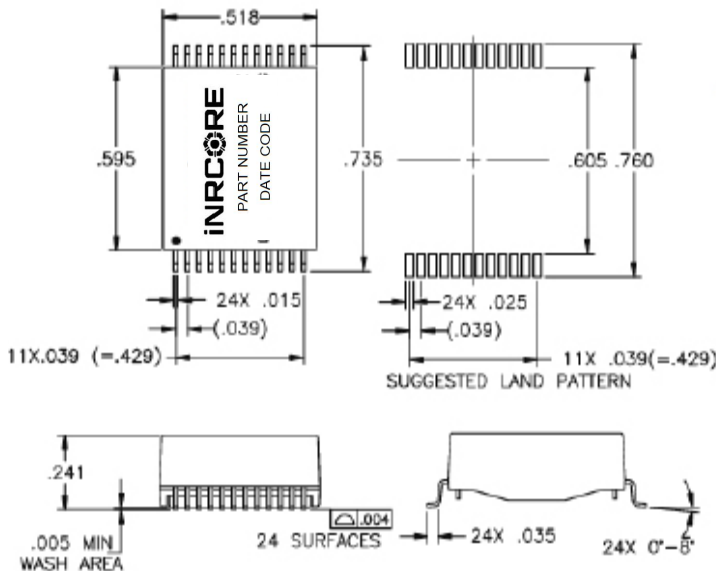 .518
.595
iNRCORE
PART NUMBER
DATE CODE
.735
.605 .760
24X .015
(.039)
11X.039 (=.429)
24X .025
(.039)
11X .039(=.429)
SUGGESTED LAND PATTERN
.241
.005 MIN
WASH AREA
.004
24 SURFACES
24X .035
24X 0°-8°